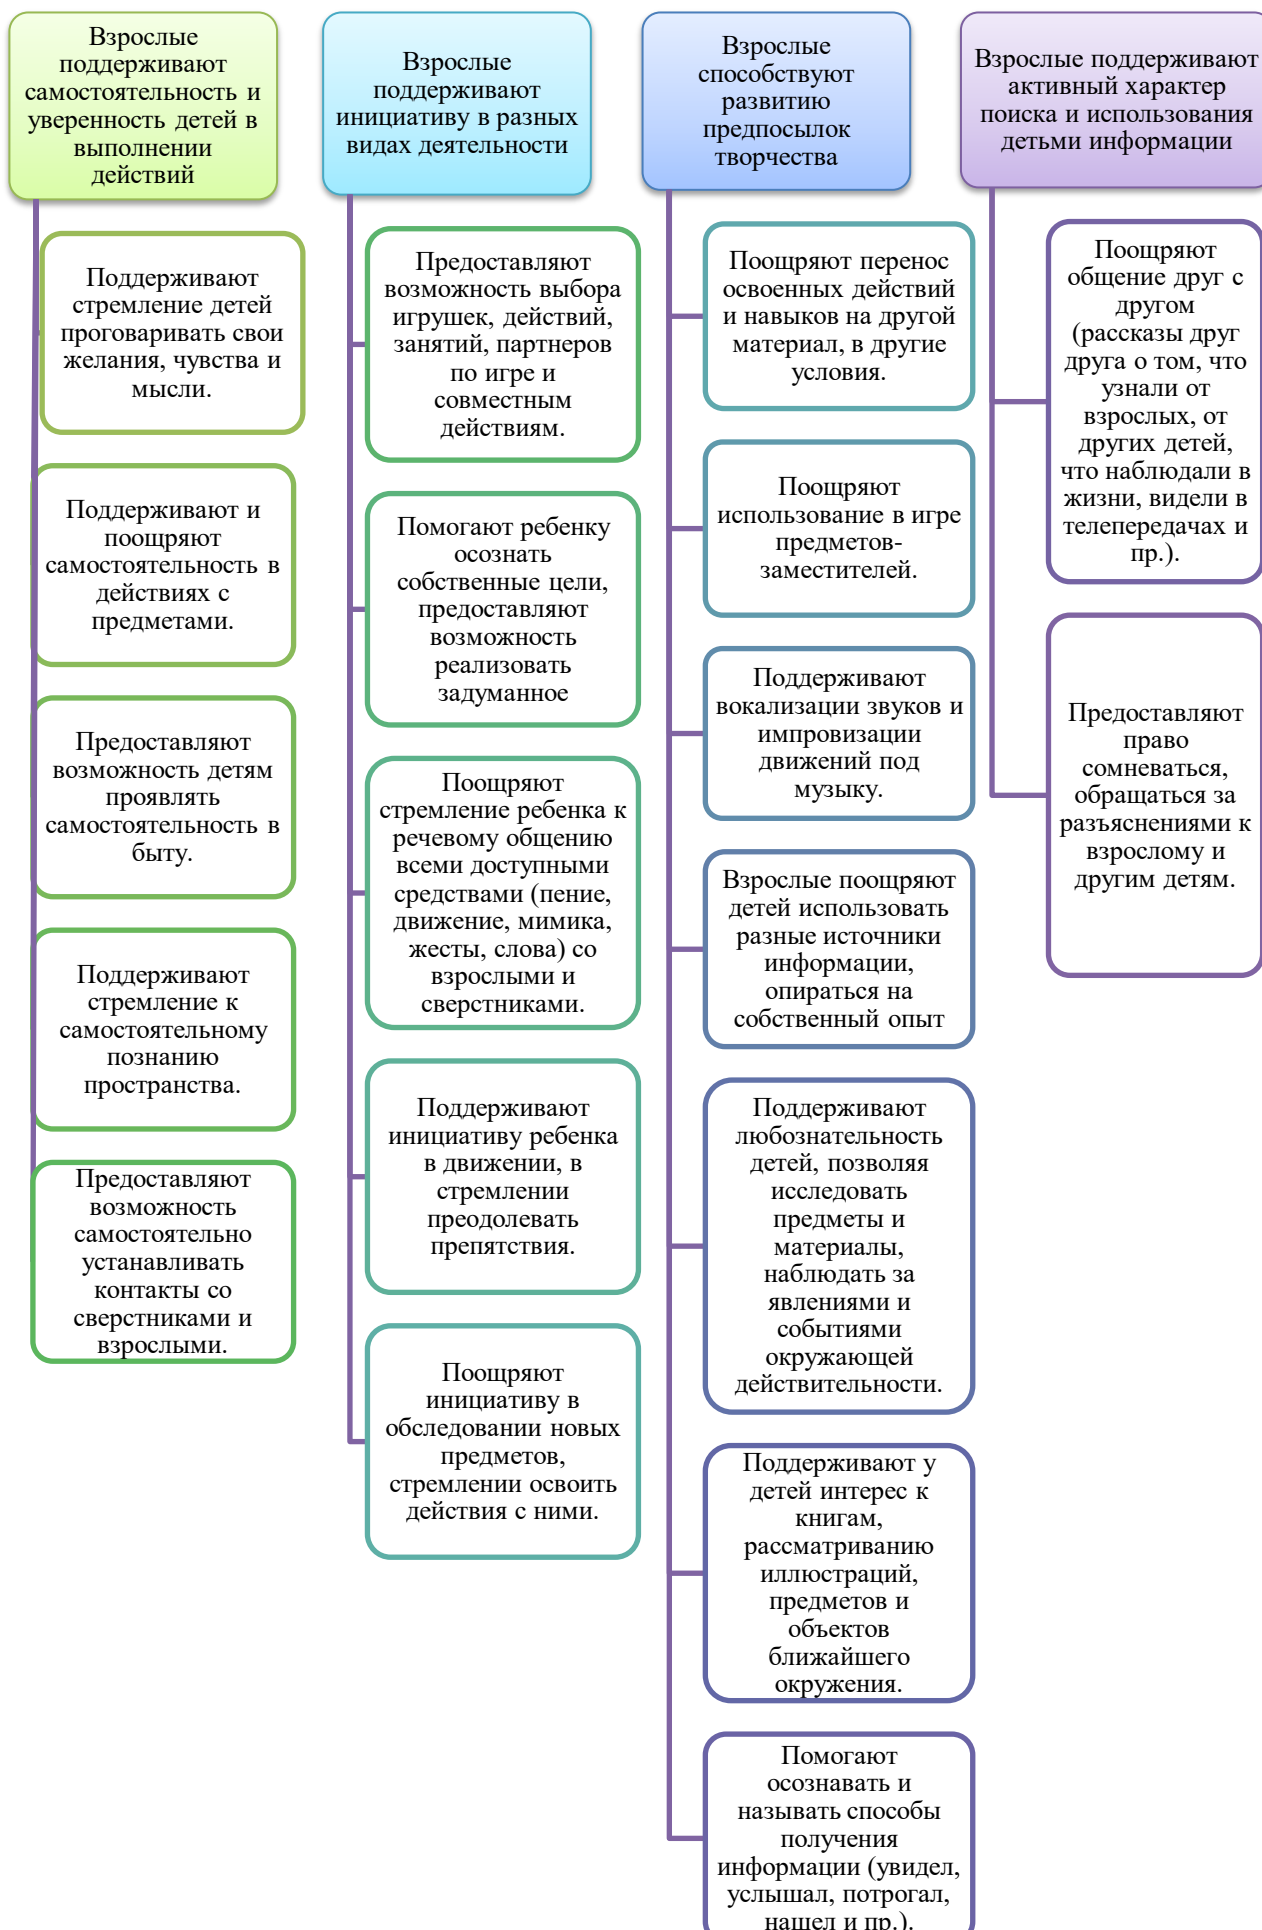 Взрослые
поддерживают
самостоятельность и
уверенность детей в
выполнении
действий
Поддерживают
стремление детей
проговаривать свои
желания, чувства и
мысли.
Поддерживают и
поощряют
самостоятельность в
действиях с
предметами.
Предоставляют
возможность детям
проявлять
самостоятельность в
быту.
Поддерживают
стремление к
самостоятельному
познанию
пространства.
Предоставляют
возможность
самостоятельно
устанавливать
контакты со
сверстниками и
взрослыми.
Взрослые
поддерживают
инициативу в разных
видах деятельности
Предоставляют
возможность выбора
игрушек, действий,
занятий, партнеров
по игре и
совместным
действиям.
Помогают ребенку
осознать
собственные цели,
предоставляют
возможность
реализовать
задуманное
Поощряют
стремление ребенка к
речевому общению
всеми доступными
средствами (пение,
движение, мимика,
жесты, слова) со
взрослыми и
сверстниками.
Поддерживают
инициативу ребенка
в движении, в
стремлении
преодолевать
препятствия.
Поощряют
инициативу в
обследовании новых
предметов,
стремлении освоить
действия с ними.
Взрослые
способствуют
развитию
предпосылок
творчества
Поощряют перенос
освоенных действий
и навыков на другой
материал, в другие
условия.
Поощряют
использование в игре
предметов-
заместителей.
Поддерживают
вокализации звуков и
импровизации
движений под
музыку.
Взрослые поощряют
детей использовать
разные источники
информации,
опираться на
собственный опыт
Поддерживают
любознательность
детей, позволяя
исследовать
предметы и
материалы,
наблюдать за
явлениями и
событиями
окружающей
действительности.
Поддерживают у
детей интерес к
книгам,
рассматриванию
иллюстраций,
предметов и
объектов
ближайшего
окружения.
Помогают
осознавать и
называть способы
получения
информации (увидел,
услышал, потрогал,
нашел и пр.).
Взрослые поддерживают
активный характер
поиска и использования
детьми информации
Поощряют
общение друг с
другом
(рассказы друг
друга о том, что
узнали от
взрослых, от
других детей,
что наблюдали в
жизни, видели в
телепередачах и
пр.).
Предоставляют
право
сомневаться,
обращаться за
разъяснениями к
взрослому и
другим детям.